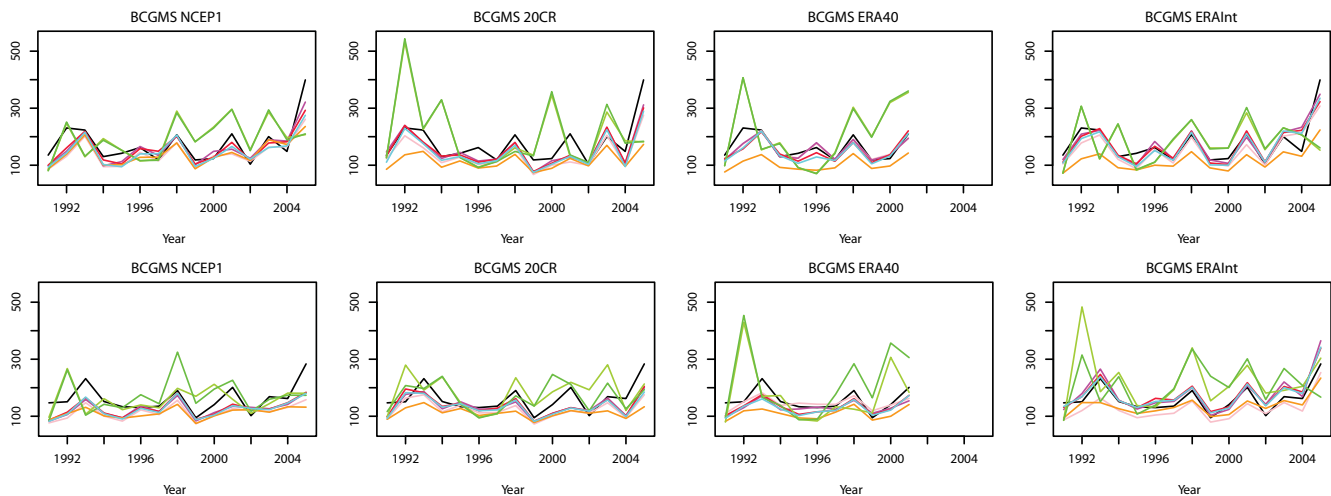 BCGMS NCEP1 BCGMS 20CR BCGMS ERA40 BCGMS ERAInt
500 500 500 500
300 300 300 300
100 100 100 100
1992 1996 2000 2004 1992 1996 2000 2004 1992 1996 2000 2004 1992 1996 2000 2004
Year Year Year Year
BCGMS NCEP1 BCGMS 20CR BCGMS ERA40 BCGMS ERAInt
500 500 500 500
300 300 300 300
100 100 100 100
1992 1996 2000 2004 1992 1996 2000 2004 1992 1996 2000 2004 1992 1996 2000 2004
Year Year Year Year